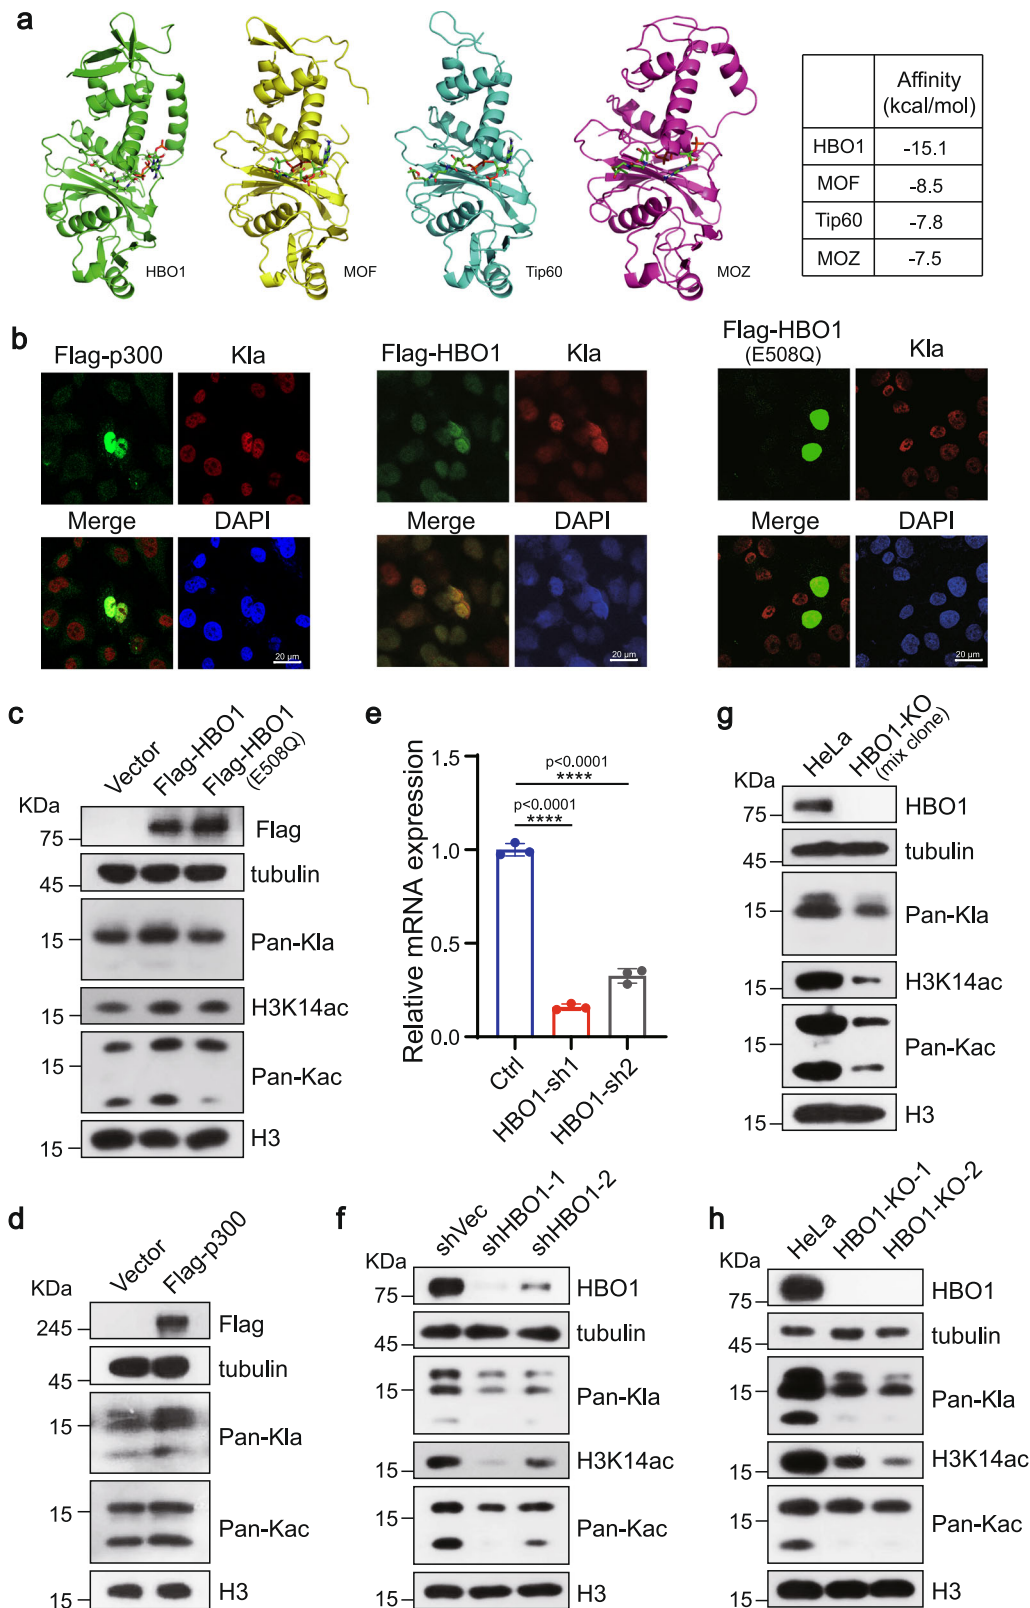 a
HBO1
MOF
Tip60
MOZ
Affinity
(kcal/mol)
HBO1 -15.1
MOF -8.5
Tip60 -7.8
MOZ -7.5
b
Flag-p300 Kla
Merge DAPI
20 μm
Flag-HBO1 Kla
Merge DAPI
20 μm
Flag-HBO1
(E508Q)
Kla
Merge DAPI
20 μm
c
Vector
Flag-HBO1
Flag-HBO1
(E508Q)
KDa
75
Flag
45
tubulin
15
Pan-Kla
15
H3K14ac
15
Pan-Kac
15
H3
d
Vector
Flag-p300
KDa
245
Flag
45
tubulin
15
Pan-Kla
15
Pan-Kac
15
H3
e
Relative mRNA expression
1.5
1.0
0.5
0.0
p<0.0001
****
p<0.0001
****
Ctrl
HBO1-sh1
HBO1-sh2
f
shVec
shHBO1-1
shHBO1-2
KDa
75
HBO1
45
tubulin
15
Pan-Kla
15
H3K14ac
15
Pan-Kac
15
H3
g
HeLa
HBO1-KO
(mix clone)
KDa
75
HBO1
45
tubulin
15
Pan-Kla
15
H3K14ac
15
Pan-Kac
15
H3
h
HeLa
HBO1-KO-1
HBO1-KO-2
KDa
75
HBO1
45
tubulin
15
Pan-Kla
15
H3K14ac
15
Pan-Kac
15
H3